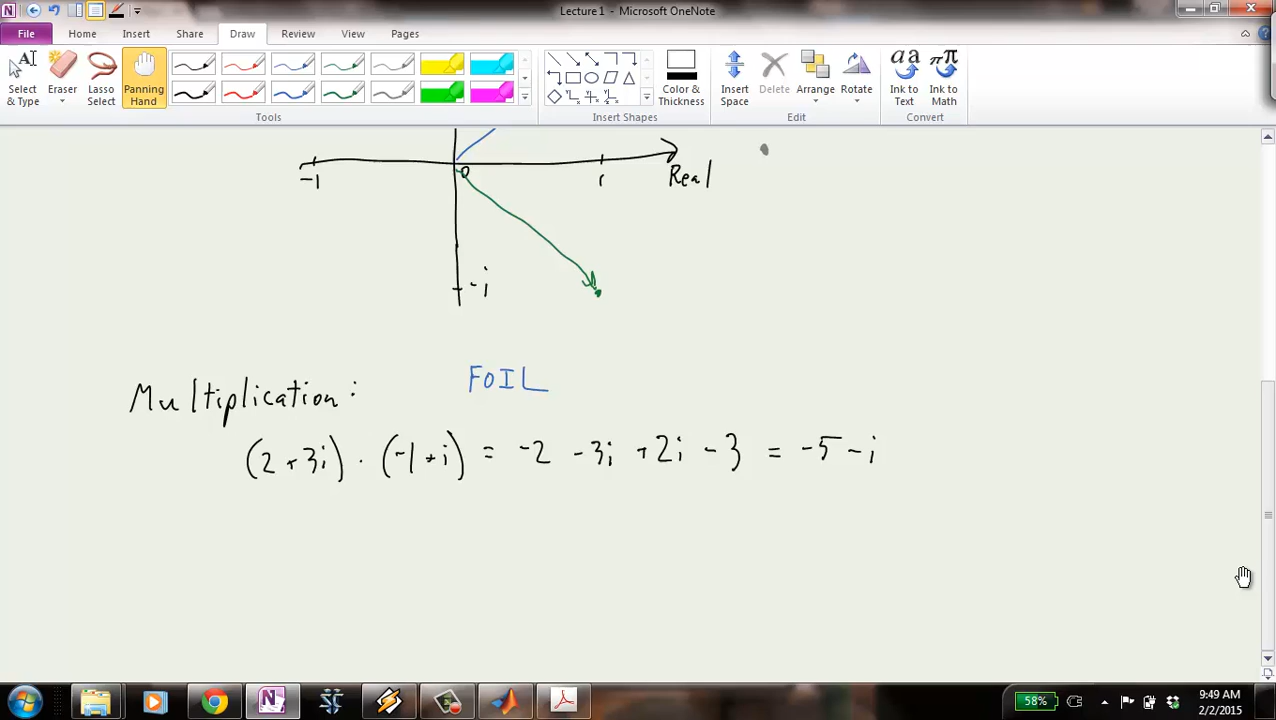 Lecture 1 - Microsoft OneNote
File Home Insert Share Draw Review View Pages
Select & Type Eraser Lasso Select Panning Hand Color & Thickness Insert Space Delete Arrange Rotate Ink to Text Ink to Math
Tools Insert Shapes Edit Convert
-1 0 1 Real
-i
FOIL
Multiplication:
(2+3i) · (-1+i) = -2 -3i +2i -3 = -5 -i
58% 9:49 AM
2/2/2015